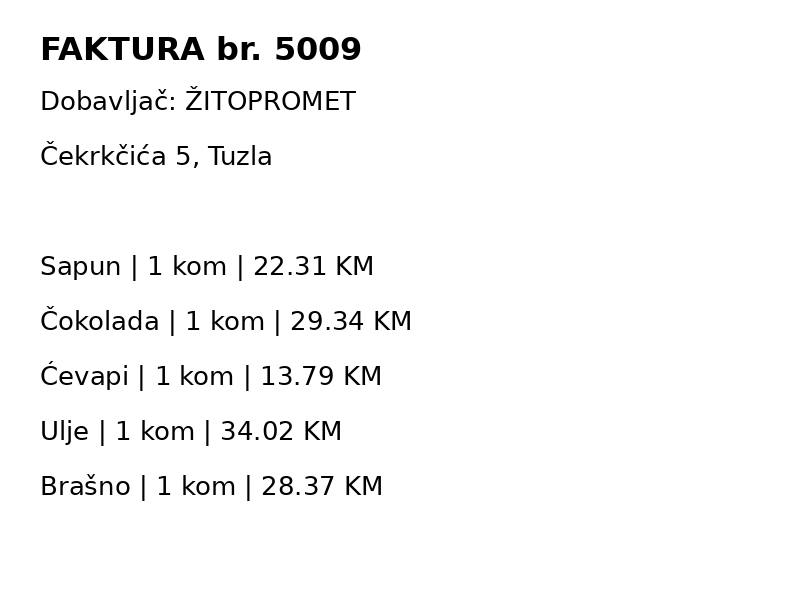 FAKTURA br. 5009
Dobavljač: ŽITOPROMET
Čekrkčića 5, Tuzla
Sapun | 1 kom | 22.31 KM
Čokolada | 1 kom | 29.34 KM
Ćevapi | 1 kom | 13.79 KM
Ulje | 1 kom | 34.02 KM
Brašno | 1 kom | 28.37 KM